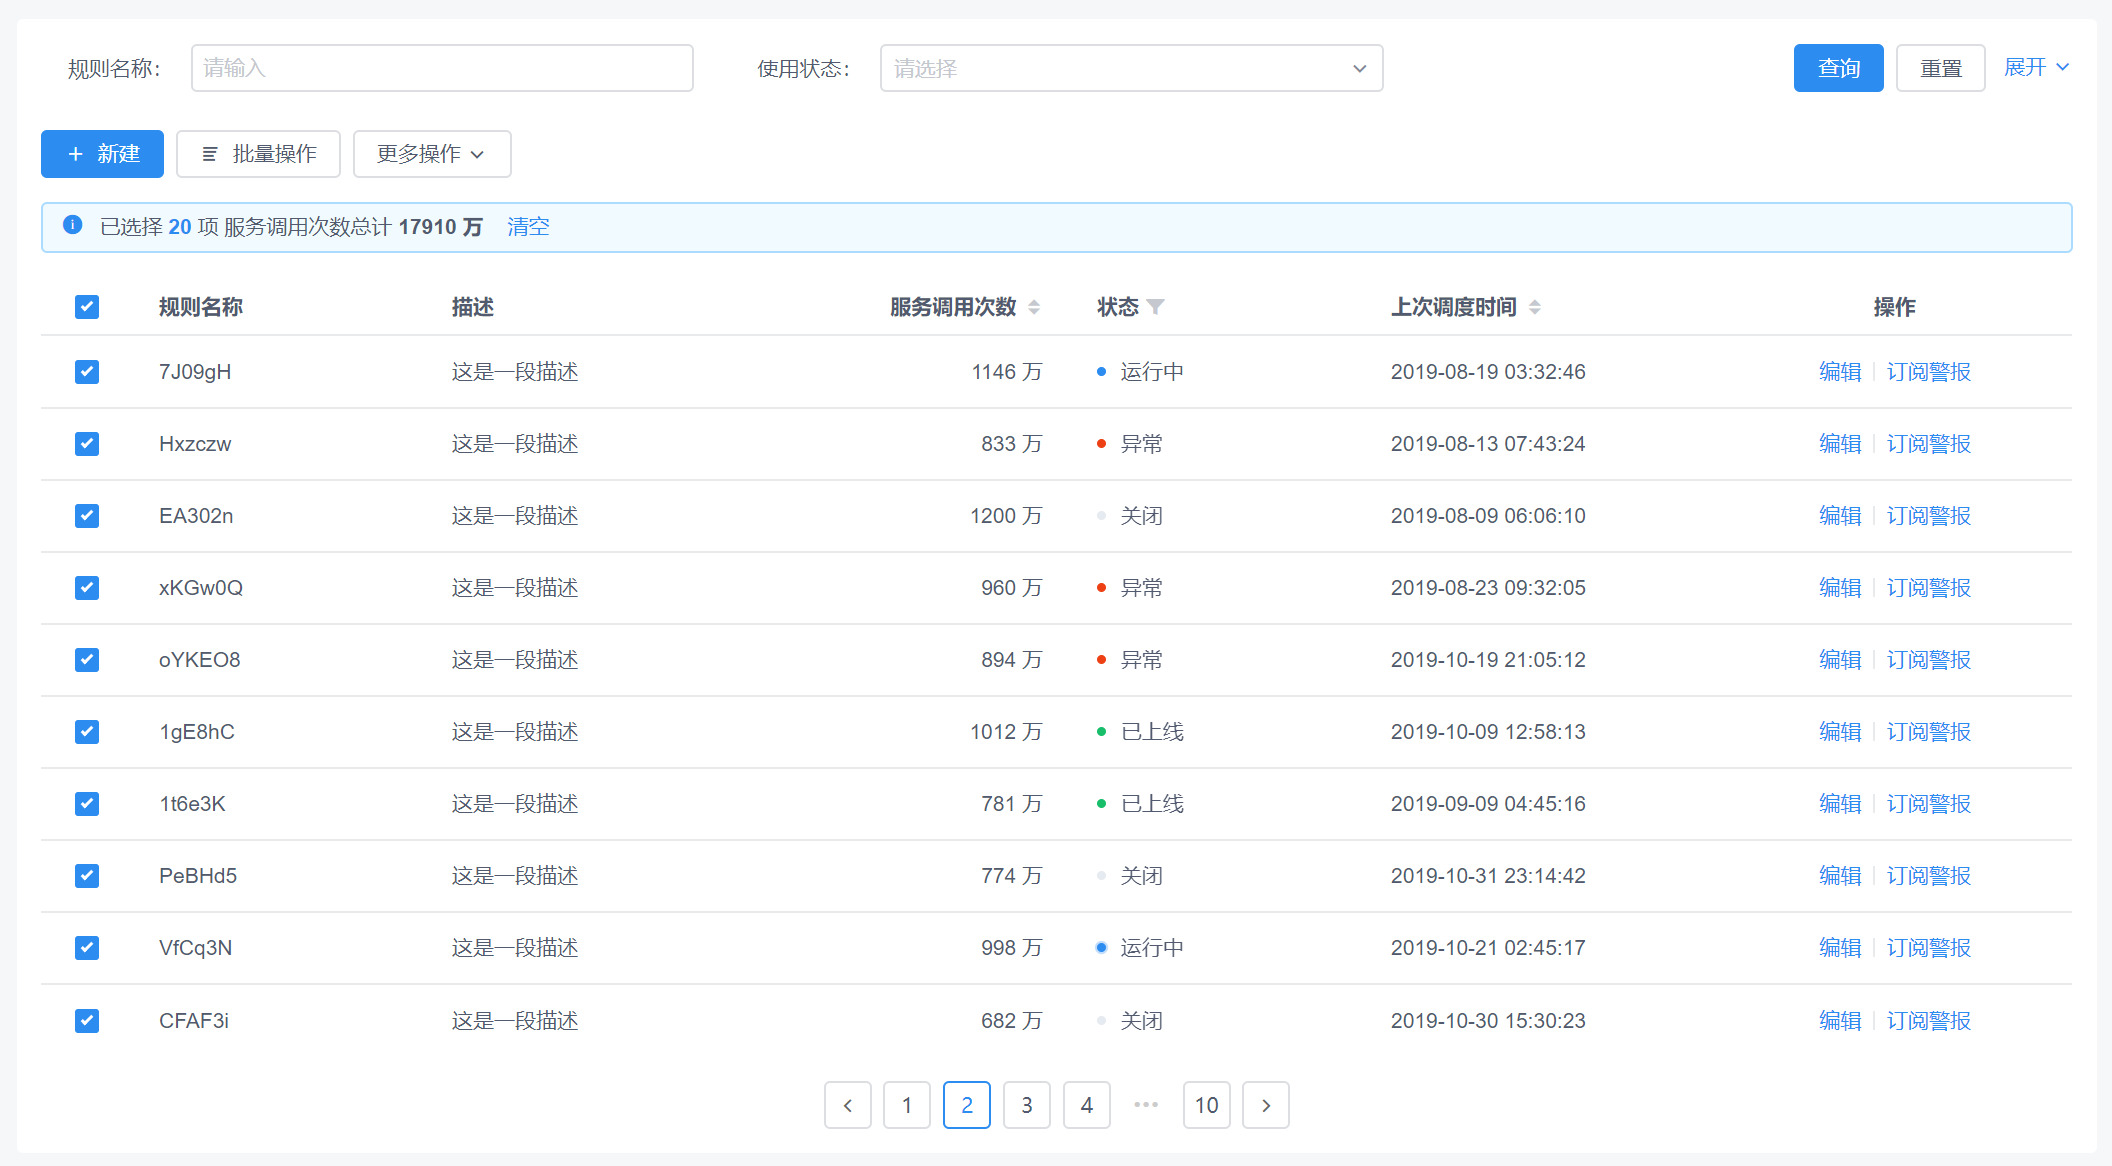 规则名称： 请输入 使用状态： 请选择 查询 重置 展开
新建 批量操作 更多操作
已选择 20 项 服务调用次数总计 17910 万 清空
规则名称 描述 服务调用次数 状态 上次调度时间 操作
7J09gH 这是一段描述 1146 万 运行中 2019-08-19 03:32:46 编辑 订阅警报
Hxzczw 这是一段描述 833 万 异常 2019-08-13 07:43:24 编辑 订阅警报
EA302n 这是一段描述 1200 万 关闭 2019-08-09 06:06:10 编辑 订阅警报
xKGw0Q 这是一段描述 960 万 异常 2019-08-23 09:32:05 编辑 订阅警报
oYKEO8 这是一段描述 894 万 异常 2019-10-19 21:05:12 编辑 订阅警报
1gE8hC 这是一段描述 1012 万 已上线 2019-10-09 12:58:13 编辑 订阅警报
1t6e3K 这是一段描述 781 万 已上线 2019-09-09 04:45:16 编辑 订阅警报
PeBHd5 这是一段描述 774 万 关闭 2019-10-31 23:14:42 编辑 订阅警报
VfCq3N 这是一段描述 998 万 运行中 2019-10-21 02:45:17 编辑 订阅警报
CFAF3i 这是一段描述 682 万 关闭 2019-10-30 15:30:23 编辑 订阅警报
1 2 3 4 ••• 10